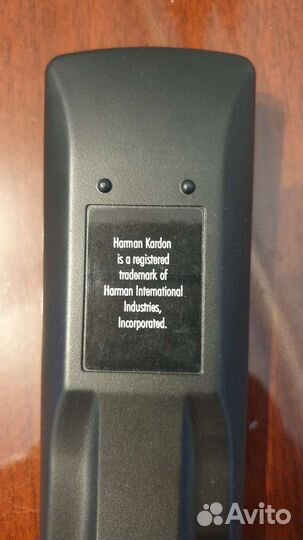 Harman Kardon
is a registered
trademark of
Harman International
Industries,
Incorporated.
Avito